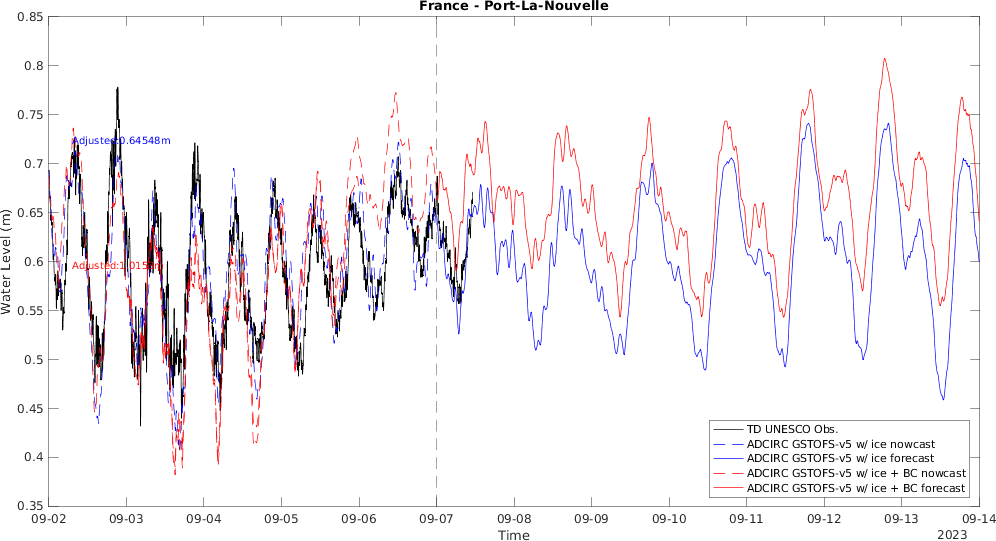 France - Port-La-Nouvelle
0.85
0.8
0.75
0.7
0.65
0.6
0.55
0.5
0.45
0.4
0.35
Water Level (m)
Adjusted:0.64548m
TD UNESCO Obs.
ADCIRC GSTOFS-v5 w/ ice nowcast
ADCIRC GSTOFS-v5 w/ ice forecast
ADCIRC GSTOFS-v5 w/ ice + BC nowcast
ADCIRC GSTOFS-v5 w/ ice + BC forecast
09-02 09-03 09-04 09-05 09-06 09-07 09-08 09-09 09-10 09-11 09-12 09-13 09-14
Time
2023